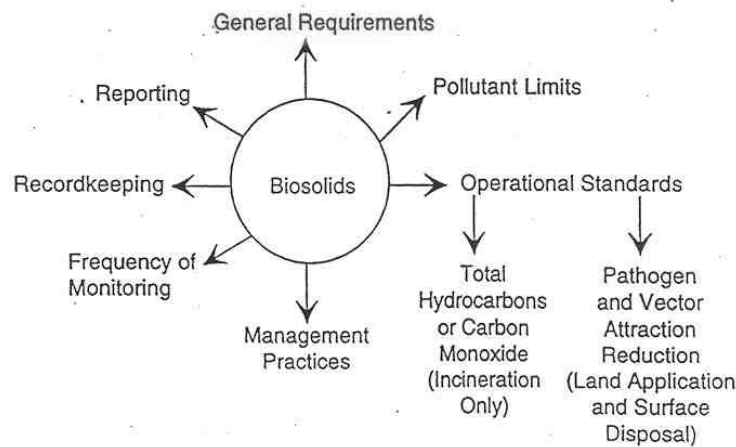 General Requirements
Reporting
Pollutant Limits
Recordkeeping
Biosolids
Operational Standards
Frequency of
Monitoring
Management
Practices
Total
Hydrocarbons
or Carbon
Monoxide
(Incineration
Only)
Pathogen
and Vector
Attraction
Reduction
(Land Application
and Surface
Disposal)